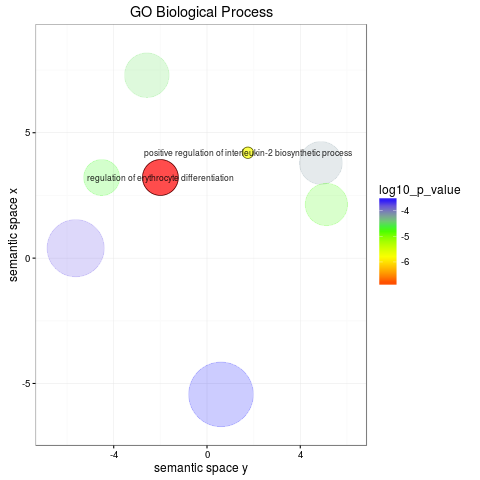 GO Biological Process
5
0
-5
semantic space x
positive regulation of interleukin-2 biosynthetic process
regulation of erythrocyte differentiation
-4
0
4
semantic space y
log10_p_value
-4
-5
-6